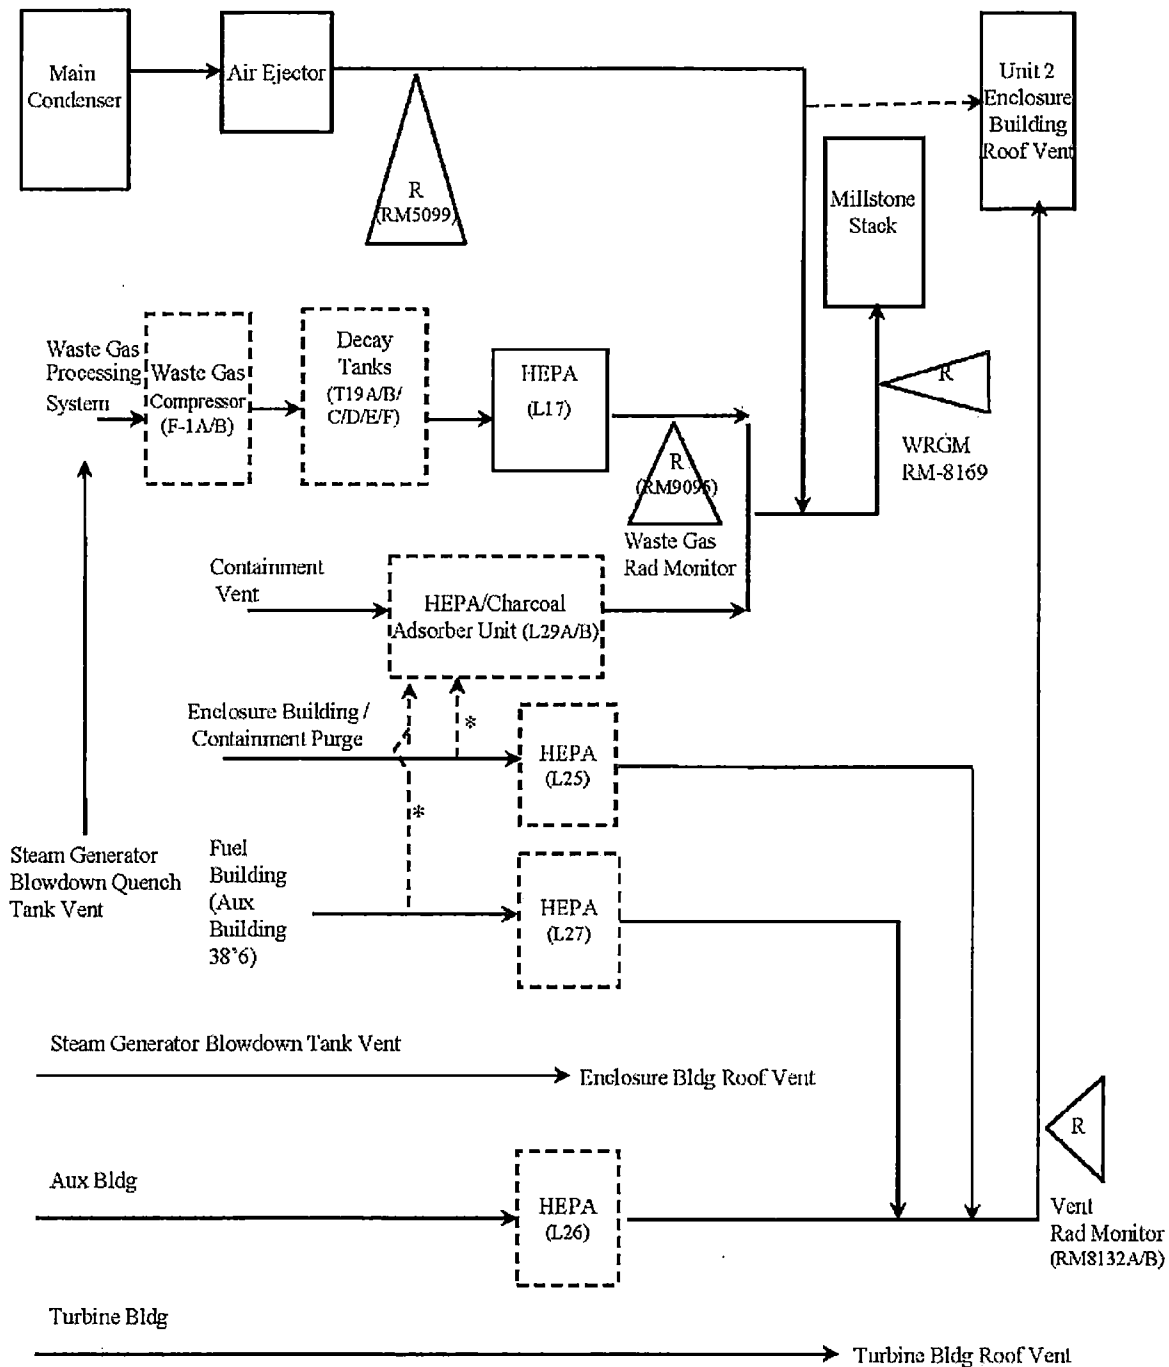 Main
Condenser
Air Ejector
Unit 2
Enclosure
Building
Roof Vent
R
(RM5099)
Millstone
Stack
Waste Gas
Processing
System
Waste Gas
Compressor
(F-1A/B)
Decay
Tanks
(T19A/B/
C/D/E/F)
HEPA
(L17)
R
R
(RM9095)
WRGM
RM-8169
Waste Gas
Rad Monitor
Containment
Vent
HEPA/Charcoal
Adsorber Unit (L29A/B)
Enclosure Building /
Containment Purge
*
HEPA
(L25)
*
Steam Generator
Blowdown Quench
Tank Vent
Fuel
Building
(Aux
Building
38'6)
HEPA
(L27)
Steam Generator Blowdown Tank Vent
Enclosure Bldg Roof Vent
R
Aux Bldg
HEPA
(L26)
Vent
Rad Monitor
(RM8132A/B)
Turbine Bldg
Turbine Bldg Roof Vent